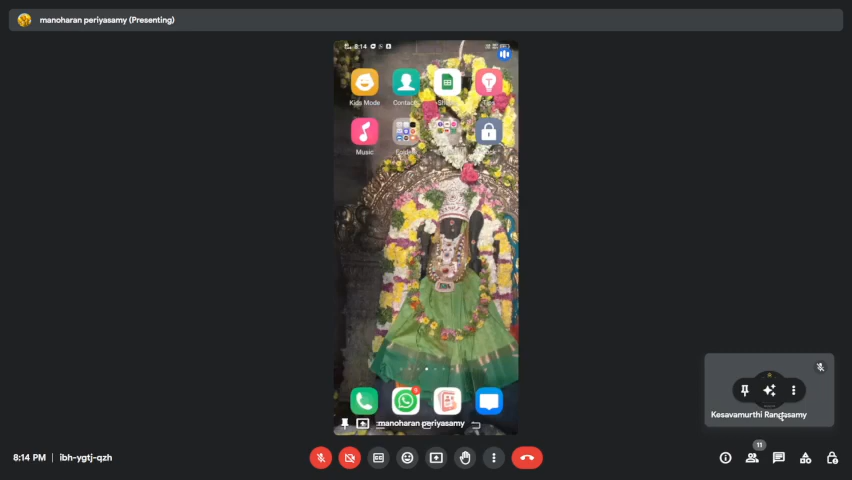 manoharan periyasamy (Presenting)
8:14
Kids Mode
Music
manoharan periyasamy
Kesavamurthi Rangasamy
11
8:14 PM | ibh-ygtj-qzh